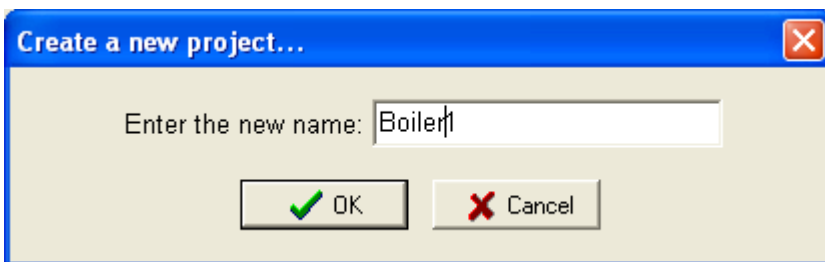 Create a new project...
Enter the new name: Boiler1
OK Cancel